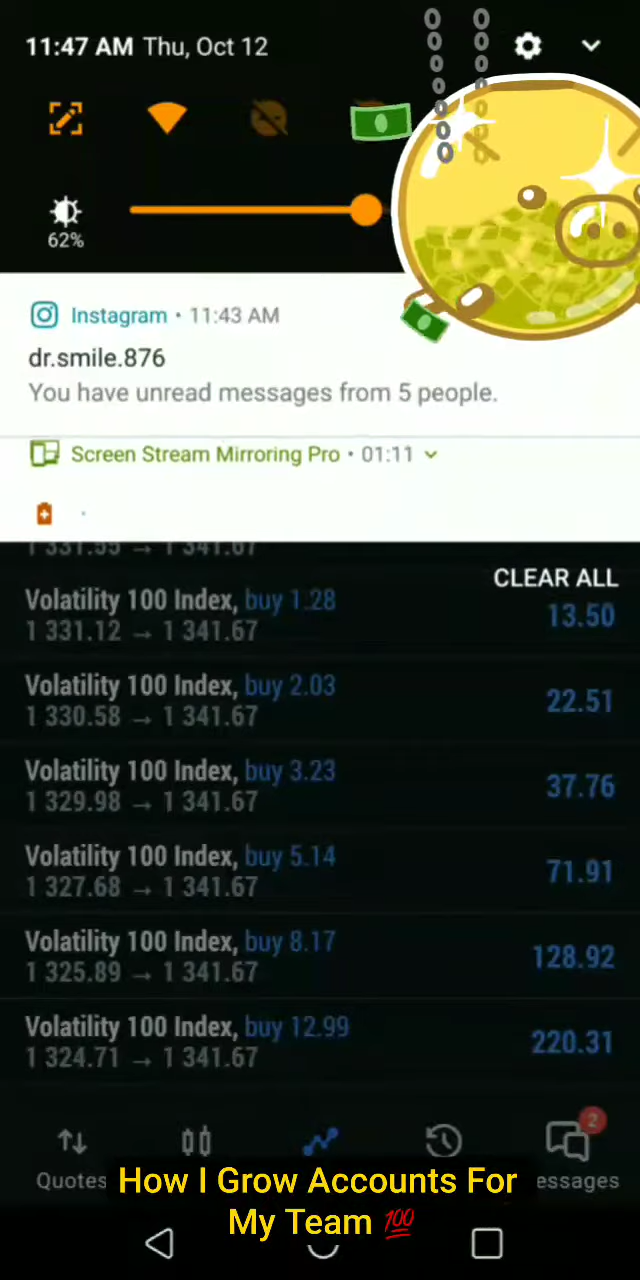 11:47 AM Thu, Oct 12
62%
Instagram • 11:43 AM
dr.smile.876
You have unread messages from 5 people.
Screen Stream Mirroring Pro • 01:11
1 331.55 → 1 341.67
CLEAR ALL
Volatility 100 Index, buy 1.28
1 331.12 → 1 341.67
13.50
Volatility 100 Index, buy 2.03
1 330.58 → 1 341.67
22.51
Volatility 100 Index, buy 3.23
1 329.98 → 1 341.67
37.76
Volatility 100 Index, buy 5.14
1 327.68 → 1 341.67
71.91
Volatility 100 Index, buy 8.17
1 325.89 → 1 341.67
128.92
Volatility 100 Index, buy 12.99
1 324.71 → 1 341.67
220.31
2
Quotes essages
How I Grow Accounts For
My Team 💯